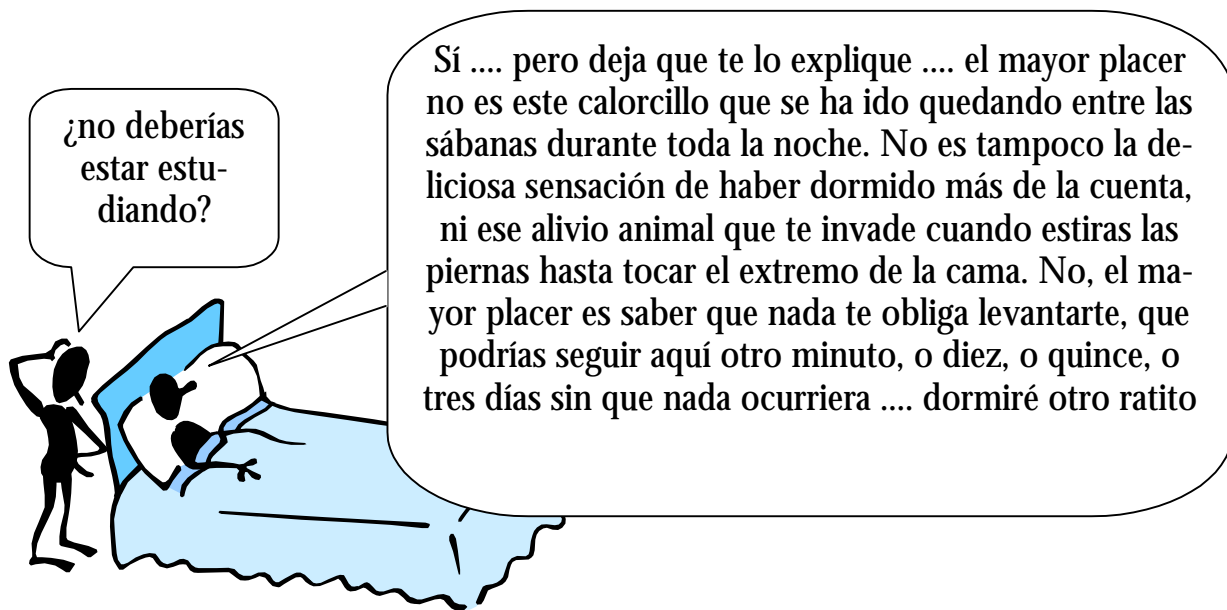 ¿no deberías
estar estu-
diando?
Sí .... pero deja que te lo explique .... el mayor placer
no es este calorcillo que se ha ido quedando entre las
sábanas durante toda la noche. No es tampoco la de-
liciosa sensación de haber dormido más de la cuenta,
ni ese alivio animal que te invade cuando estiras las
piernas hasta tocar el extremo de la cama. No, el ma-
yor placer es saber que nada te obliga levantarte, que
podrías seguir aquí otro minuto, o diez, o quince, o
tres días sin que nada ocurriera .... dormiré otro ratito